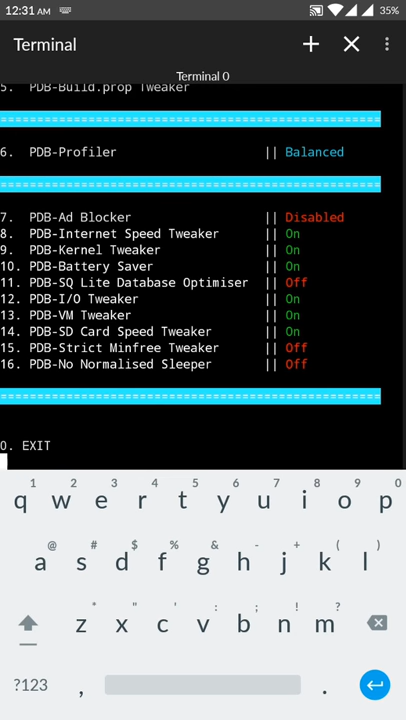 12:31 AM 35%
Terminal
Terminal 0
5. PDB-Build.prop Tweaker
====================================================
6. PDB-Profiler || Balanced
====================================================
7. PDB-Ad Blocker || Disabled
8. PDB-Internet Speed Tweaker || On
9. PDB-Kernel Tweaker || On
10. PDB-Battery Saver || On
11. PDB-SQ Lite Database Optimiser || Off
12. PDB-I/O Tweaker || On
13. PDB-VM Tweaker || On
14. PDB-SD Card Speed Tweaker || On
15. PDB-Strict Minfree Tweaker || Off
16. PDB-No Normalised Sleeper || Off
====================================================
0. EXIT
1 2 3 4 5 6 7 8 9 0
q w e r t y u i o p
@ # $ % & - + ( )
a s d f g h j k l
* " ' : ; ! ?
z x c v b n m
?123 , .